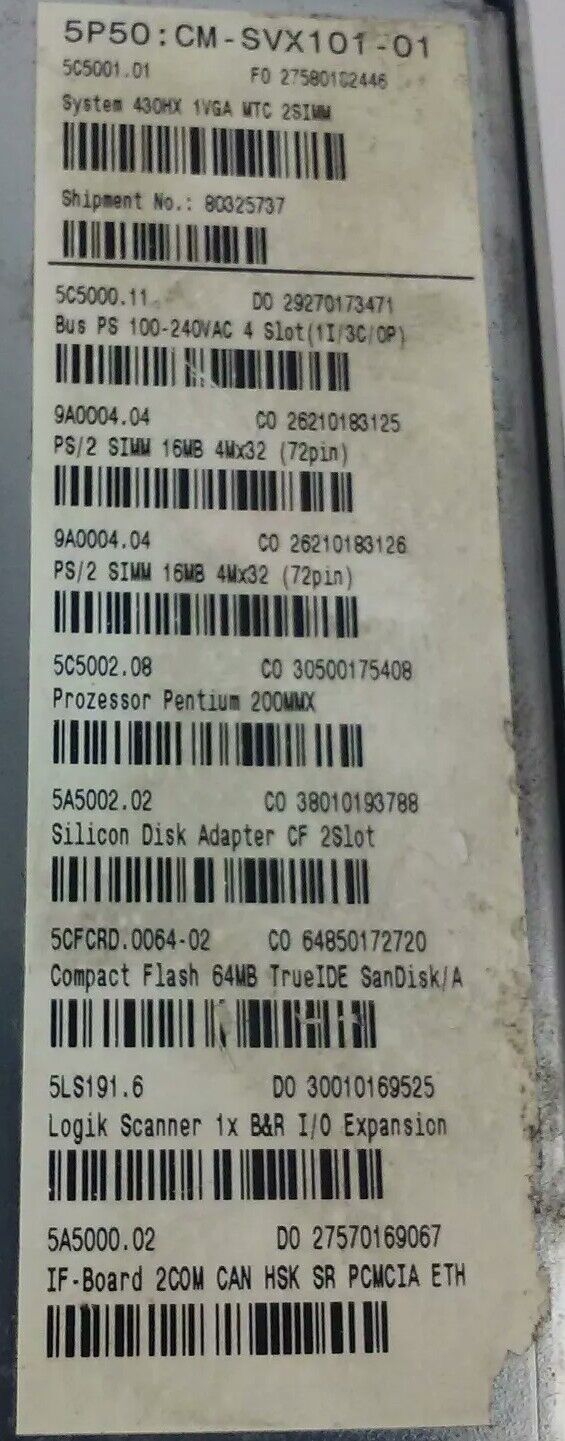 5P50:CM-SVX101-01
5C5001.01 F0 27580182446
System 430HX 1VGA MTC 2SIMM
Shipment No.: 80325737
5C5000.11 D0 29270173471
Bus PS 100-240VAC 4 Slot(1I/3C/0P)
9A0004.04 C0 26210183125
PS/2 SIMM 16MB 4Mx32 (72pin)
9A0004.04 C0 26210183126
PS/2 SIMM 16MB 4Mx32 (72pin)
5C5002.08 C0 30500175408
Prozessor Pentium 200MMX
5A5002.02 C0 38010193788
Silicon Disk Adapter CF 2Slot
5CFCRD.0064-02 C0 64850172720
Compact Flash 64MB TrueIDE SanDisk/A
5LS191.6 D0 30010169525
Logik Scanner 1x B&R I/O Expansion
5A5000.02 D0 27570169067
IF-Board 2COM CAN HSK SR PCMCIA ETH